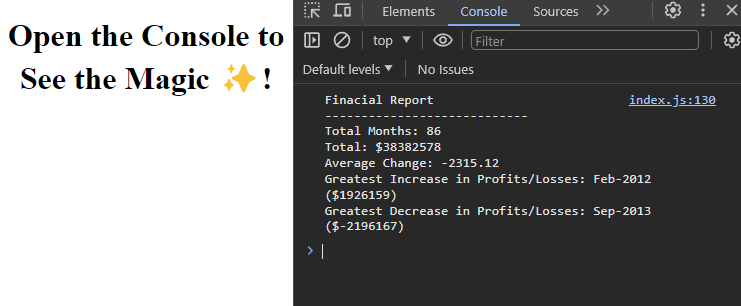 Open the Console to
See the Magic ✨!
Elements
Console
Sources
top
Filter
Default levels
No Issues
Finacial Report
index.js:130
----------------------------
Total Months: 86
Total: $38382578
Average Change: -2315.12
Greatest Increase in Profits/Losses: Feb-2012
($1926159)
Greatest Decrease in Profits/Losses: Sep-2013
($-2196167)